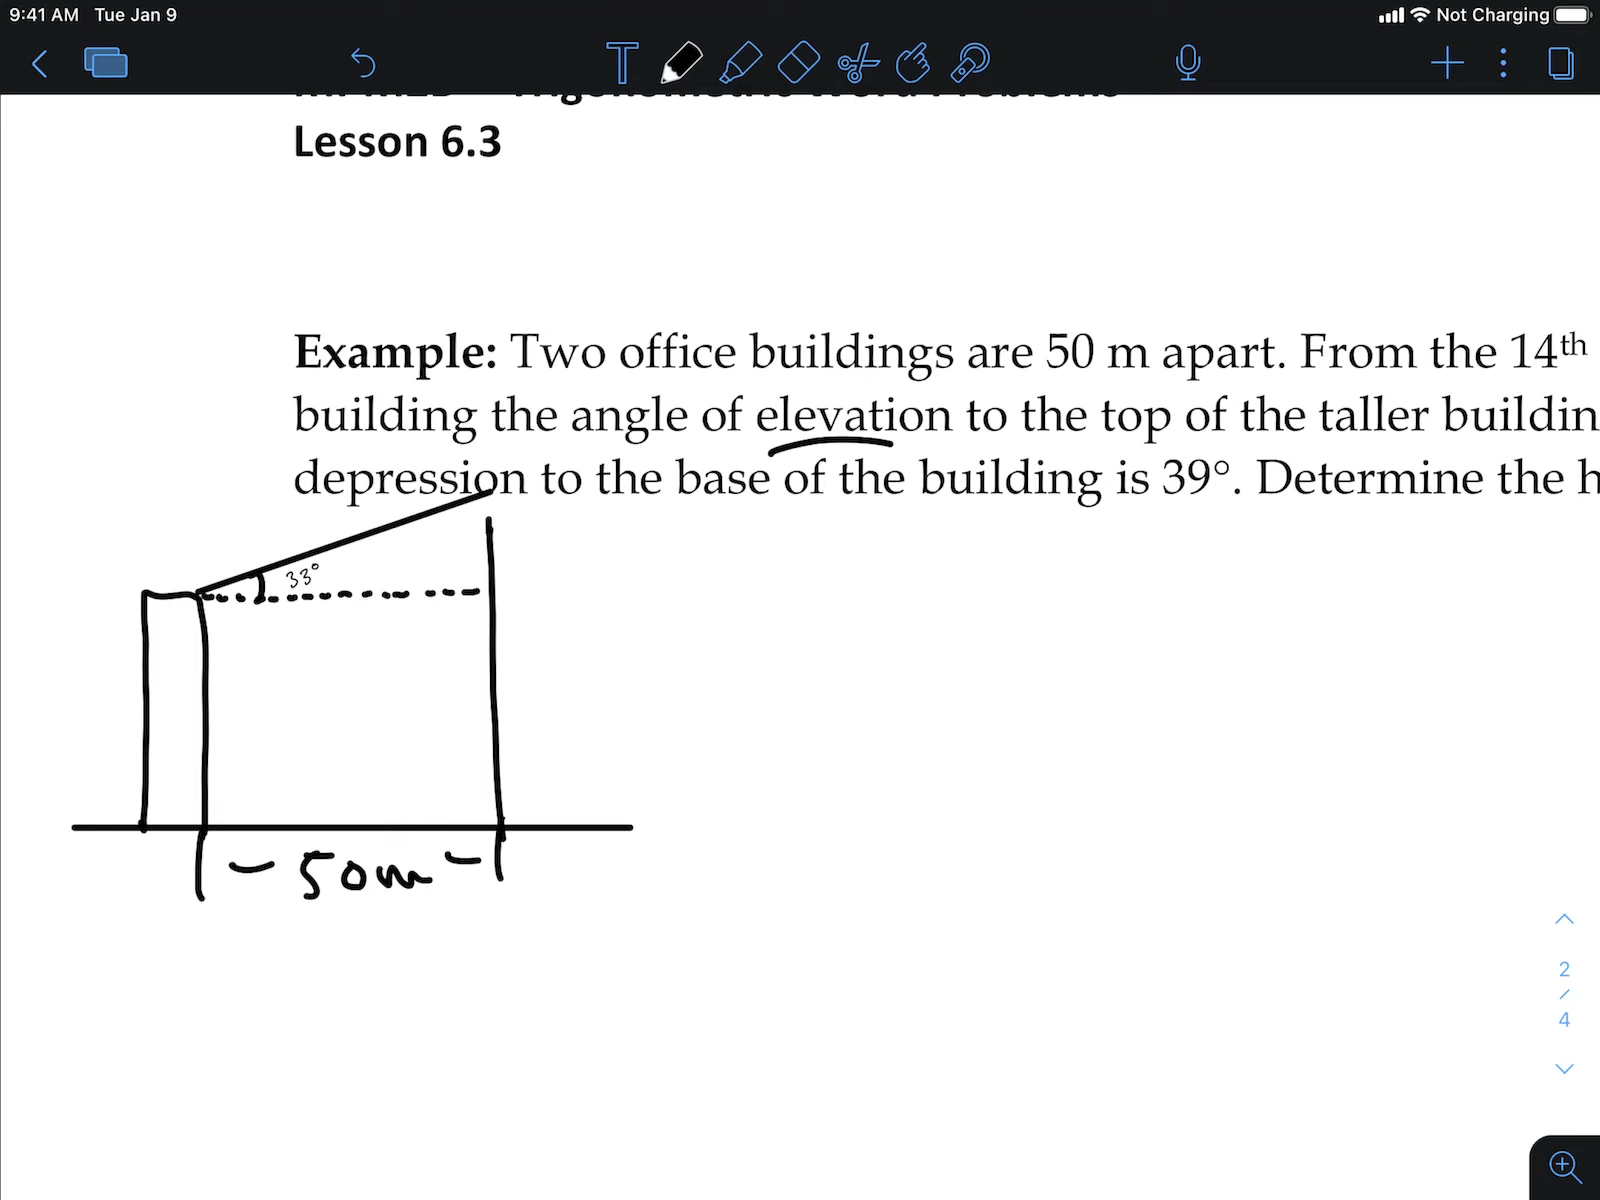 9:41 AM Tue Jan 9
Not Charging
Lesson 6.3
Example: Two office buildings are 50 m apart. From the 14th
building the angle of elevation to the top of the taller buildin
depression to the base of the building is 39°. Determine the h
33°
- 50m -
2
/
4